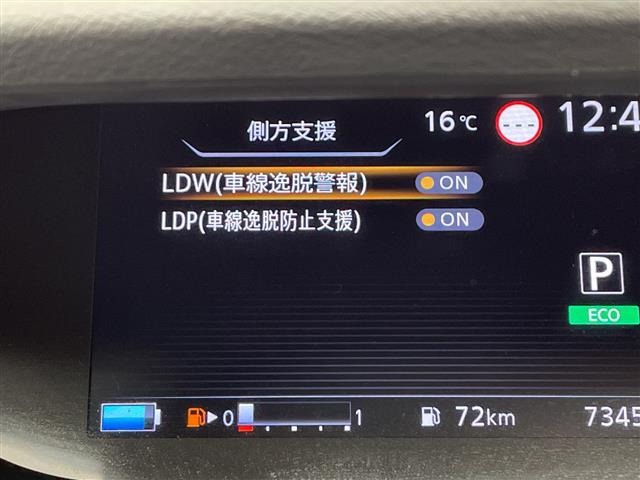 側方支援
16℃
12:4
LDW(車線逸脱警報)
ON
LDP(車線逸脱防止支援)
ON
P
ECO
0
1
72km
7345